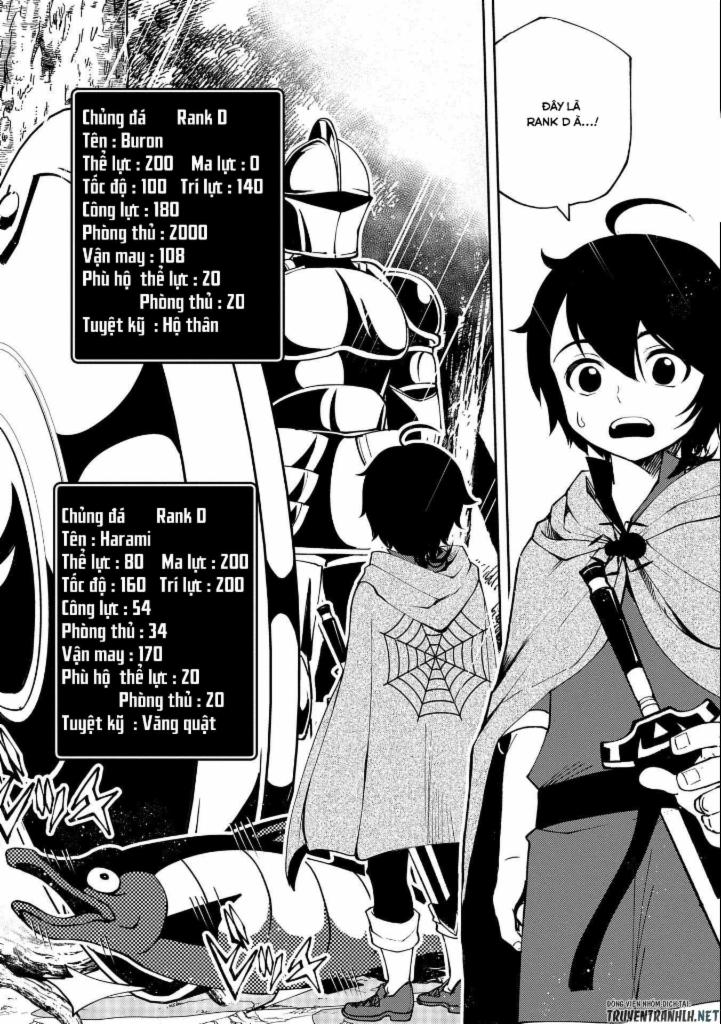 ĐÂY LÀ
RANK D À...!
Chủng đá Rank D
Tên : Buron
Thể lực : 200 Ma lực : 0
Tốc độ : 100 Trí lực : 140
Công lực : 180
Phòng thủ : 2000
Vận may : 108
Phù hộ thể lực : 20
Phòng thủ : 20
Tuyệt kỹ : Hộ thân
Chủng đá Rank D
Tên : Harami
Thể lực : 80 Ma lực : 200
Tốc độ : 160 Trí lực : 200
Công lực : 54
Phòng thủ : 34
Vận may : 170
Phù hộ thể lực : 20
Phòng thủ : 20
Tuyệt kỹ : Văng quật
ĐỘNG VIÊN NHÓM DỊCH TẠI:
TRUYENTRANHLH.NET